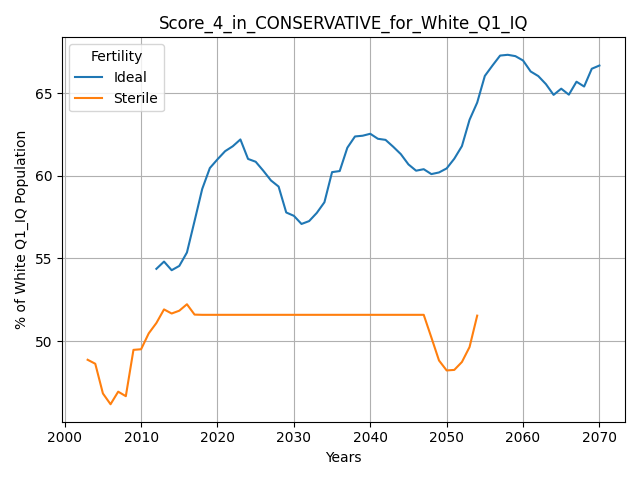 Score_4_in_CONSERVATIVE_for_White_Q1_IQ
Fertility
Ideal
Sterile
% of White Q1_IQ Population
65
60
55
50
2000 2010 2020 2030 2040 2050 2060 2070
Years